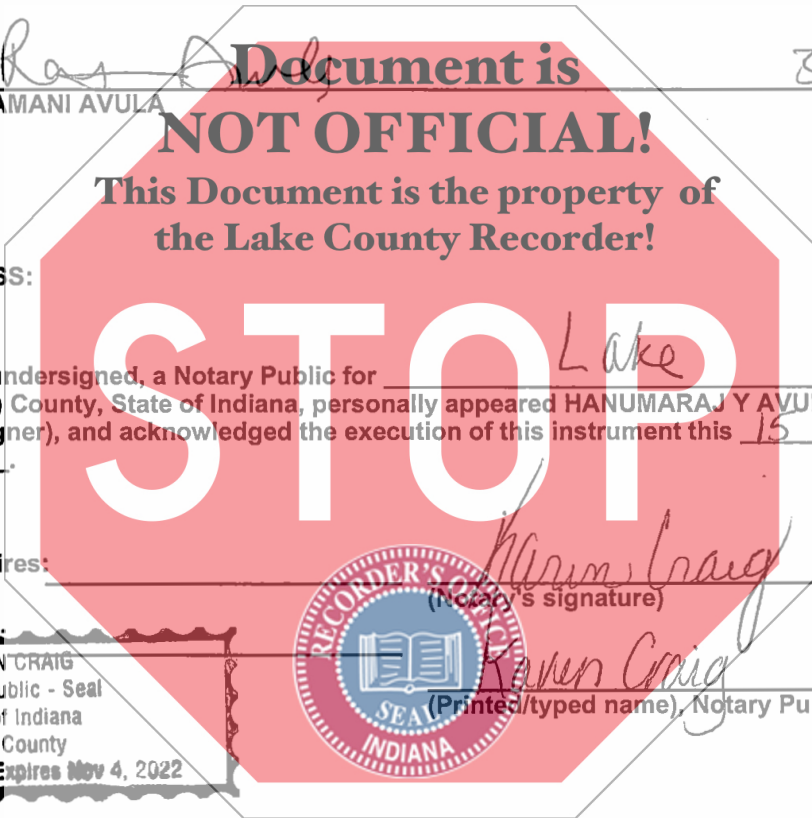 Document is
AMANI AVULA
NOT OFFICIAL!
This Document is the property of
the Lake County Recorder!
SS:
STOP
ndersigned, a Notary Public for Lake
County, State of Indiana, personally appeared HANUMARAJ Y AVU
gner), and acknowledged the execution of this instrument this 15
ires:
Karen Craig
(Notary's signature)
RECORDER'S OFFICE
SEAL
INDIANA
Karen Craig
(Printed/typed name), Notary Pu
N CRAIG
ublic - Seal
f Indiana
County
Expires Nov 4, 2022